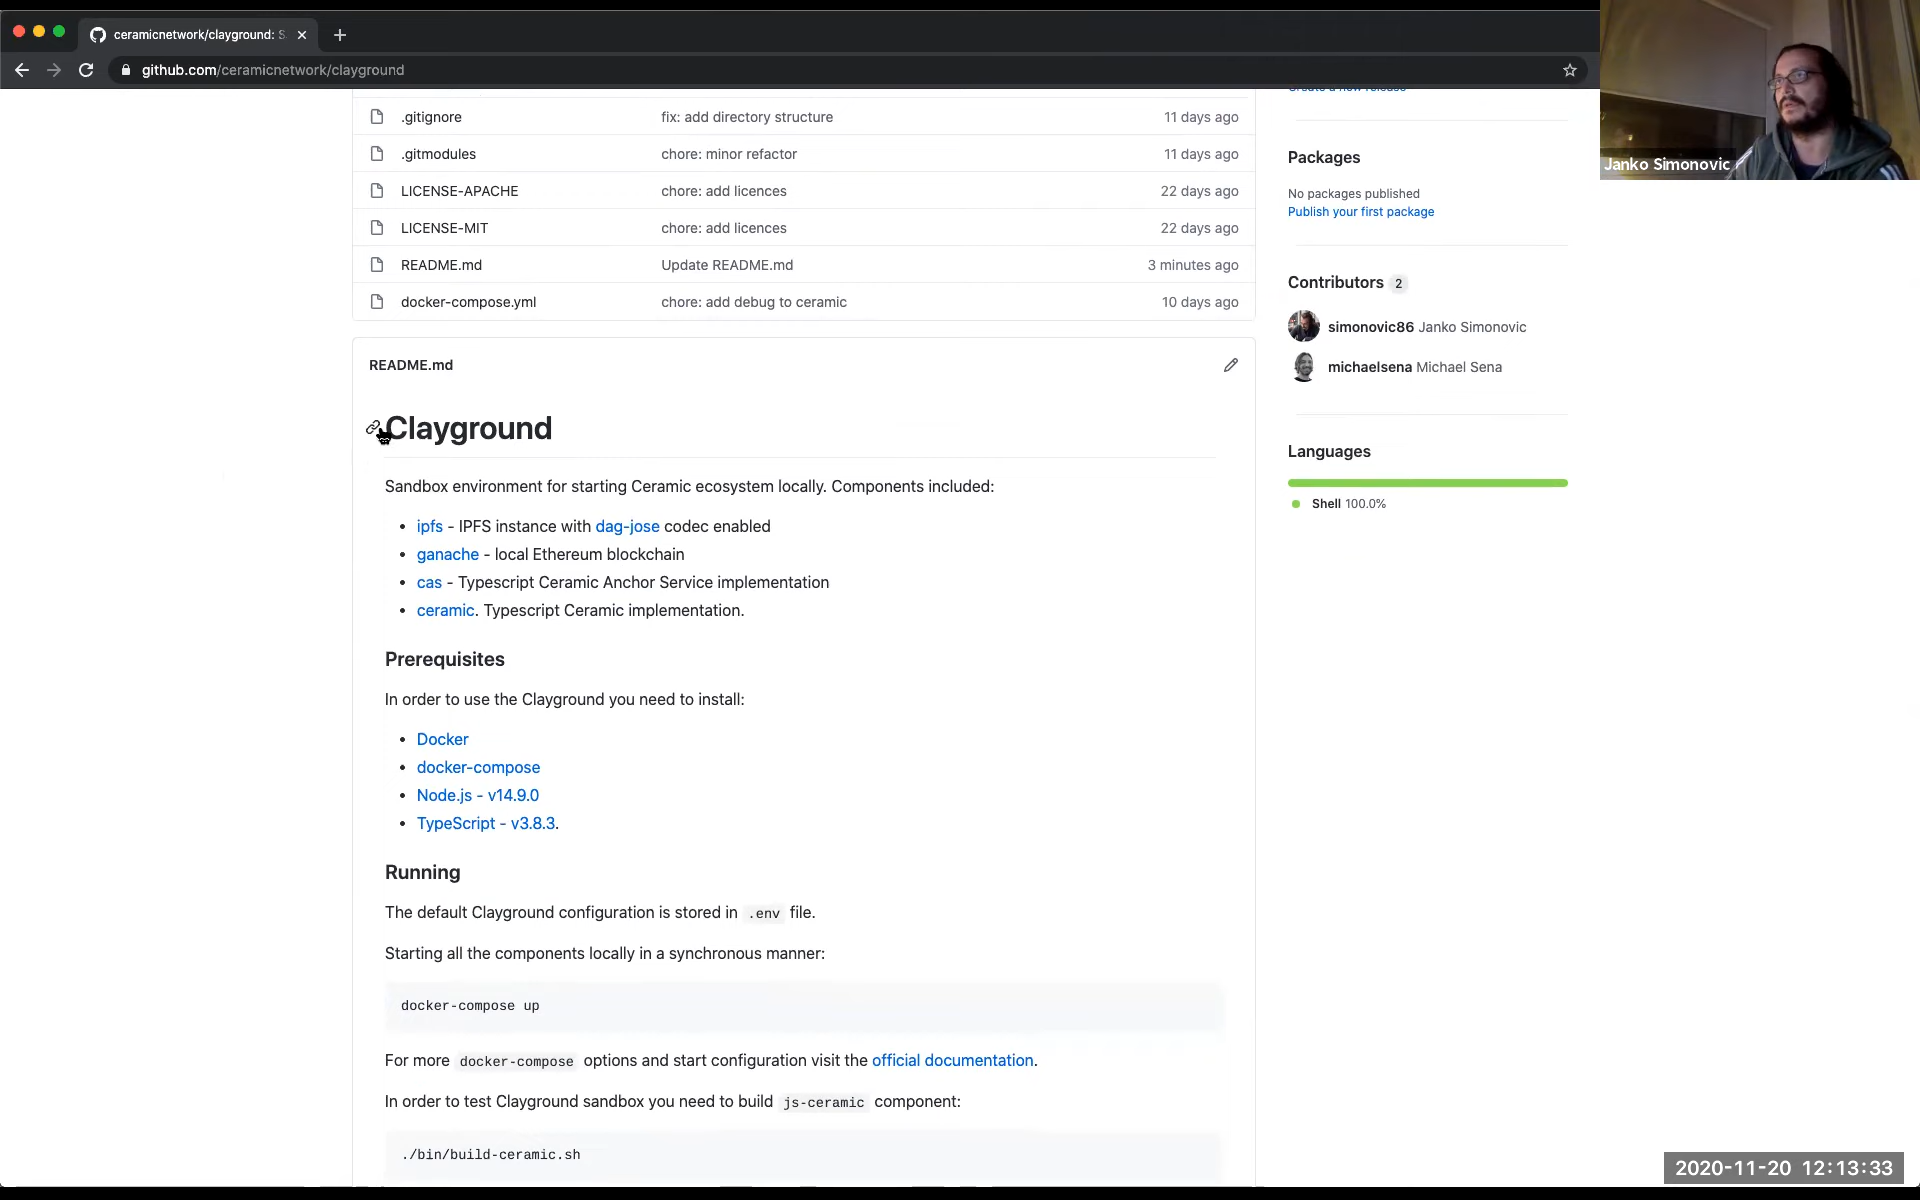 ceramicnetwork/clayground: S
github.com/ceramicnetwork/clayground
Janko Simonovic
Create a new release
.gitignore fix: add directory structure 11 days ago
.gitmodules chore: minor refactor 11 days ago
LICENSE-APACHE chore: add licences 22 days ago
LICENSE-MIT chore: add licences 22 days ago
README.md Update README.md 3 minutes ago
docker-compose.yml chore: add debug to ceramic 10 days ago
Packages
No packages published
Publish your first package
Contributors 2
simonovic86 Janko Simonovic
michaelsena Michael Sena
Languages
Shell 100.0%
README.md
Clayground
Sandbox environment for starting Ceramic ecosystem locally. Components included:
• ipfs - IPFS instance with dag-jose codec enabled
• ganache - local Ethereum blockchain
• cas - Typescript Ceramic Anchor Service implementation
• ceramic. Typescript Ceramic implementation.
Prerequisites
In order to use the Clayground you need to install:
• Docker
• docker-compose
• Node.js - v14.9.0
• TypeScript - v3.8.3.
Running
The default Clayground configuration is stored in .env file.
Starting all the components locally in a synchronous manner:
docker-compose up
For more docker-compose options and start configuration visit the official documentation.
In order to test Clayground sandbox you need to build js-ceramic component:
./bin/build-ceramic.sh
2020-11-20 12:13:33